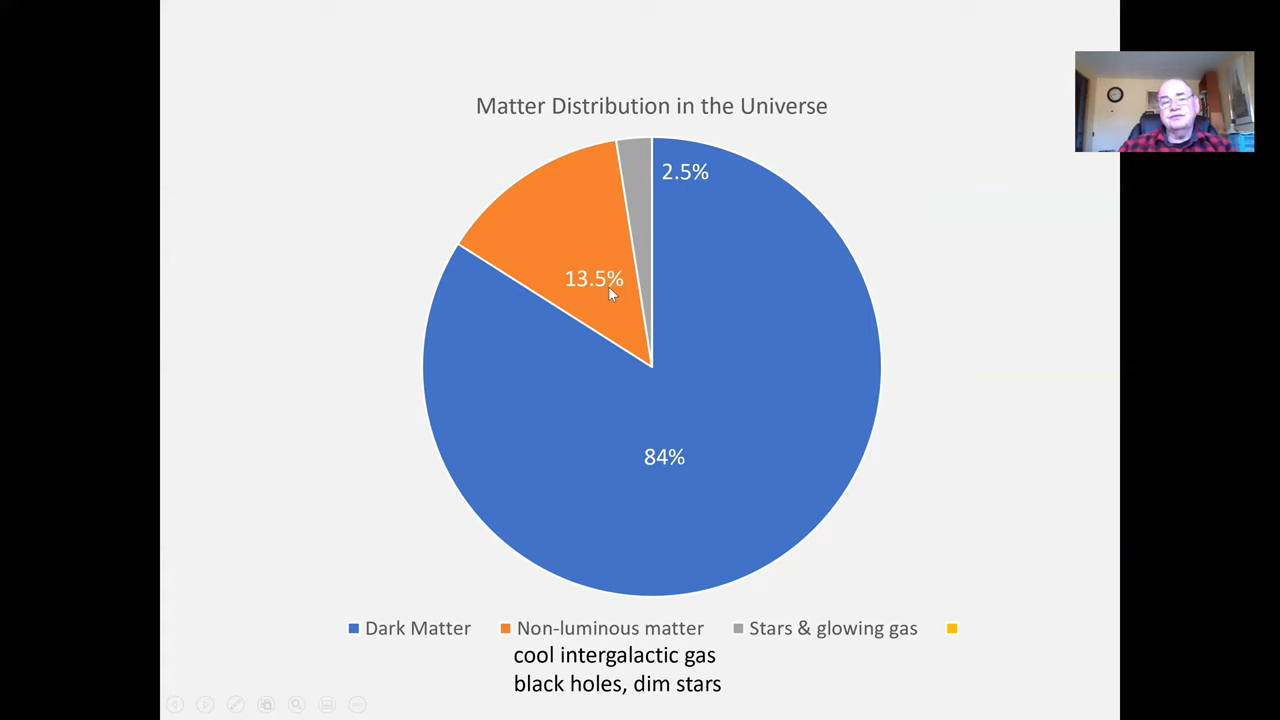 Matter Distribution in the Universe
2.5%
13.5%
84%
Dark Matter Non-luminous matter Stars & glowing gas
cool intergalactic gas
black holes, dim stars